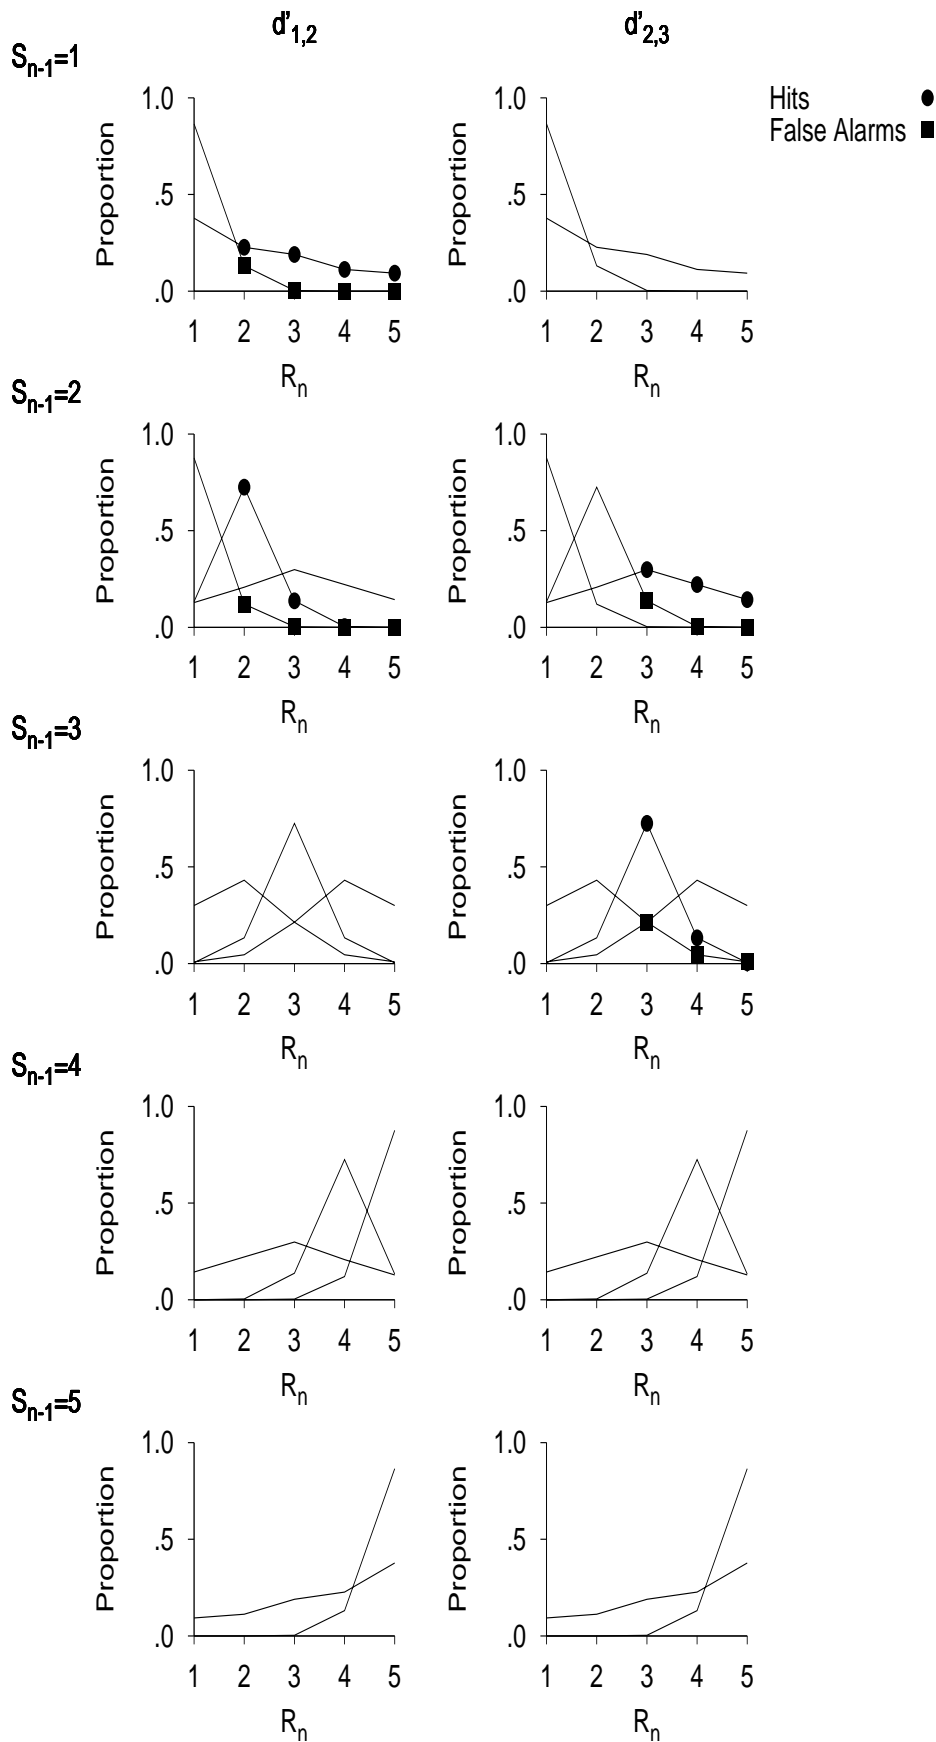 d'1,2 d'2,3
Sn-1=1
Hits
False Alarms
Proportion
1.0
.5
.0
1 2 3 4 5
Rn
Proportion
1.0
.5
.0
1 2 3 4 5
Rn
Sn-1=2
Proportion
1.0
.5
.0
1 2 3 4 5
Rn
Proportion
1.0
.5
.0
1 2 3 4 5
Rn
Sn-1=3
Proportion
1.0
.5
.0
1 2 3 4 5
Rn
Proportion
1.0
.5
.0
1 2 3 4 5
Rn
Sn-1=4
Proportion
1.0
.5
.0
1 2 3 4 5
Rn
Proportion
1.0
.5
.0
1 2 3 4 5
Rn
Sn-1=5
Proportion
1.0
.5
.0
1 2 3 4 5
Rn
Proportion
1.0
.5
.0
1 2 3 4 5
Rn